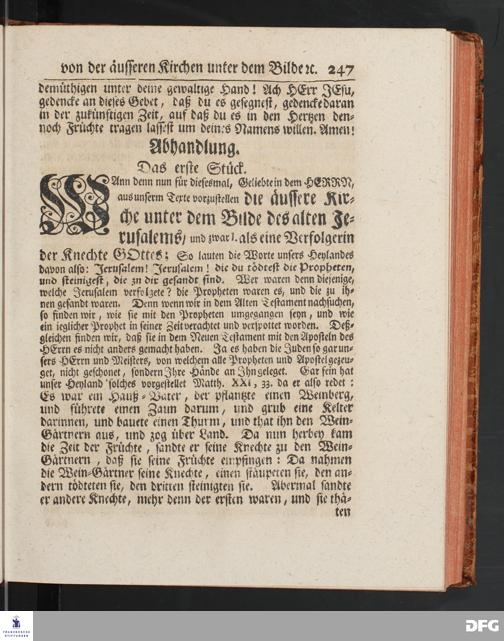 von der äusseren Kirchen unter dem Bilde ꝛc. 247
demüthigen unter deine gewaltige Hand! Ach HErr JEsu,
gedencke an dieses Gebet, daß du es gesegnest, gedencke daran
in der zukünftigen Zeit, auf daß du es in den Hertzen den-
noch Früchte tragen lassest um deines Namens willen. Amen!
Abhandlung.
Das erste Stück.
WAnn denn nun für diesesmal, Geliebte in dem HERRN,
aus unserm Texte vorzustellen die äussere Kir-
che unter dem Bilde des alten Je-
rusalems, und zwar 1. als eine Verfolgerin
der Knechte GOttes; So lauten die Worte unsers Heylandes
davon also: Jerusalem! Jerusalem! die du tödtest die Propheten,
und steinigest, die zu dir gesandt sind. Wer waren denn diejenige,
welche Jerusalem verfolgete? die Propheten waren es, und die zu ih-
nen gesandt waren. Denn wenn wir in dem Alten Testament nachsuchen,
so finden wir, wie sie mit den Propheten umgegangen seyn, und wie
ein ieglicher Prophet in seiner Zeit verachtet und verspottet worden. Deß-
gleichen finden wir, daß sie in dem Neuen Testament mit den Aposteln des
HErrn es nicht anders gemacht haben. Ja es haben die Juden so gar un-
sers HErrn und Meisters, von welchem alle Propheten und Apostel gezeu-
get, nicht geschonet, sondern Ihre Hände an Ihn geleget. Gar fein hat
unser Heyland solches vorgestellet Matth. XXI, 33. da er also redet:
Es war ein Hauß-Vater, der pflantzte einen Weinberg,
und führete einen Zaun darum, und grub eine Kelter
darinnen, und bauete einen Thurm, und that ihn den Wein-
Gärtnern aus, und zog über Land. Da nun herbey kam
die Zeit der Früchte, sandte er seine Knechte zu den Wein-
Gärtnern, daß sie seine Früchte empfingen: Da nahmen
die Wein-Gärtner seine Knechte, einen stäupeten sie, den an-
dern tödteten sie, den dritten steinigten sie. Abermal sandte
er andere Knechte, mehr denn der ersten waren, und sie thä-
ten
FRANCKESCHE
STIFTUNGEN
DFG